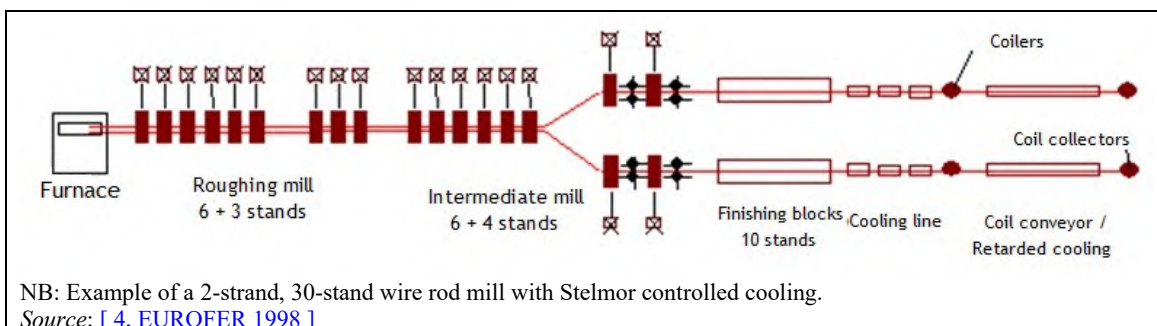 Coilers
Coil collectors
Furnace
Roughing mill
6 + 3 stands
Intermediate mill
6 + 4 stands
Finishing blocks
10 stands
Cooling line
Coil conveyor /
Retarded cooling
NB: Example of a 2-strand, 30-stand wire rod mill with Stelmor controlled cooling.
Source: [ 4, EUROFER 1998 ]